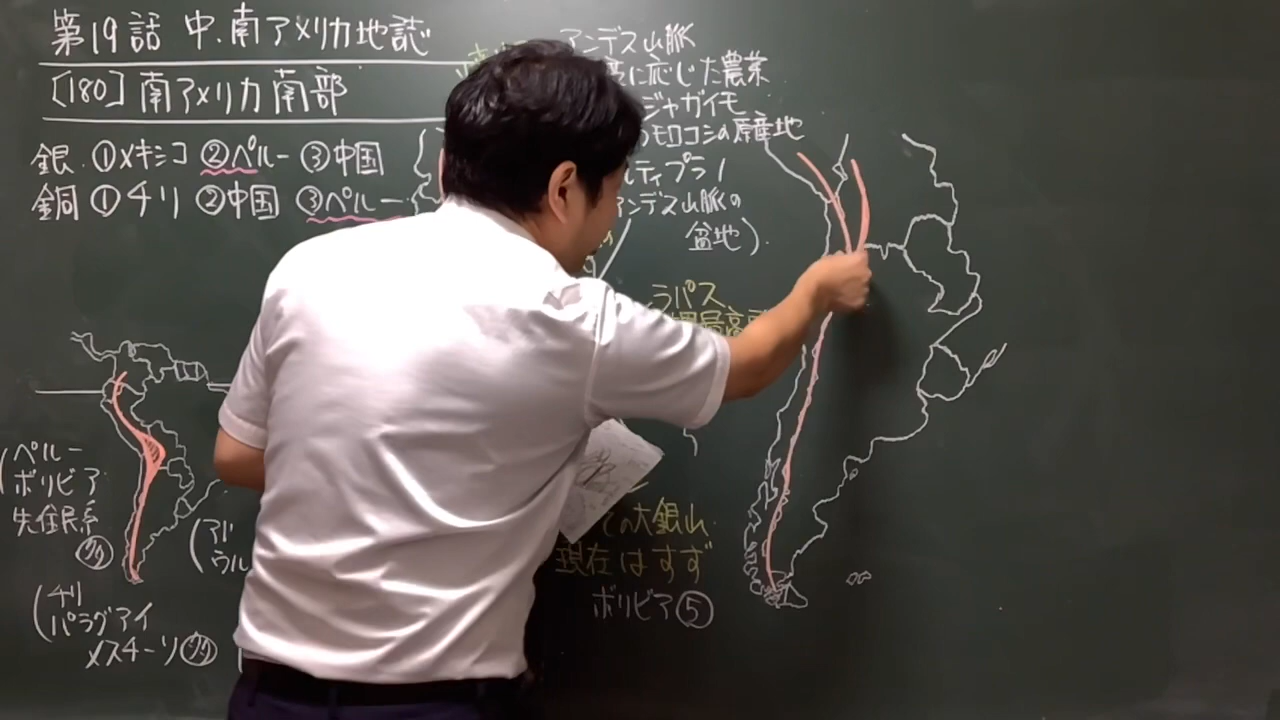 第19話 中.南アメリカ地誌
[180] 南アメリカ南部
銀 ①メキシコ ②ペルー ③中国
銅 ①チリ ②中国 ③ペルー
アンデス山脈
に応じた農業
ジャガイモ
モロコシの原産地
ルティプラノ
アンデス山脈の
盆地).
の
ラパス
ての大銀山
現在はすず
ボリビア⑤
(ペルー
ボリビア
先住民系
(チリ
パラグアイ
メスチーソ
ウル